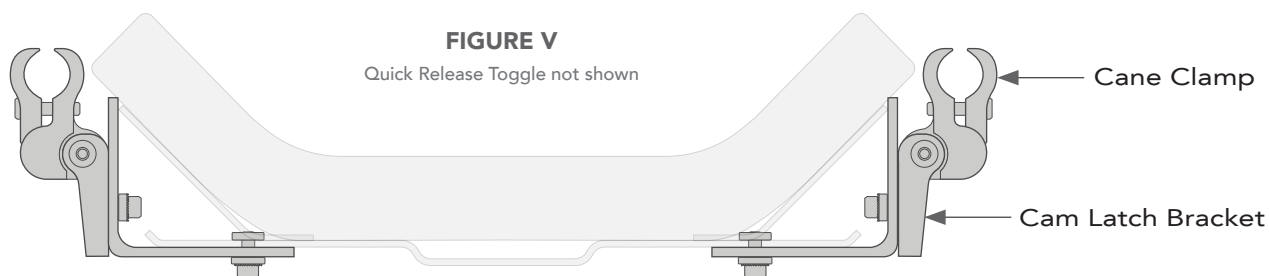 FIGURE V
Quick Release Toggle not shown
Cane Clamp
Cam Latch Bracket